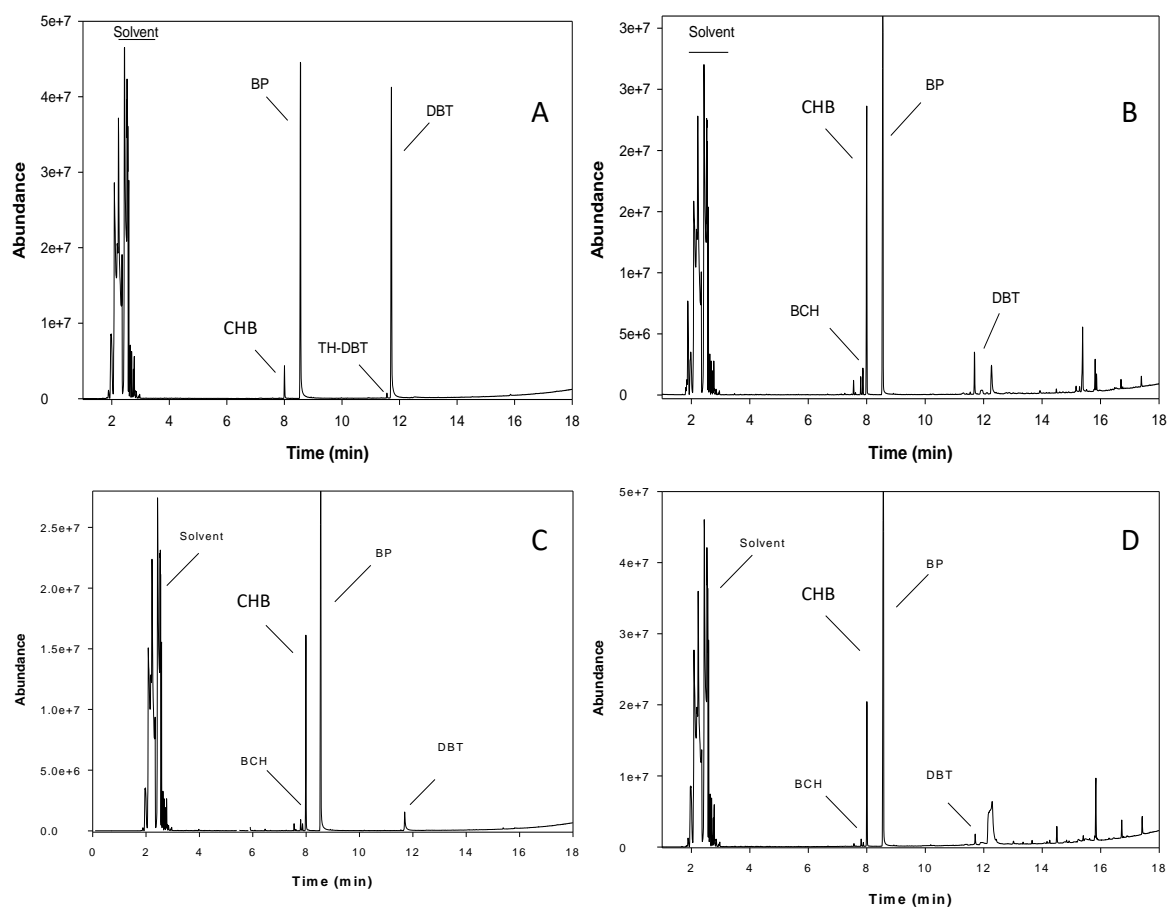 A
Solvent
BP
DBT
CHB
TH-DBT
5e+7
4e+7
3e+7
2e+7
1e+7
0
Abundance
2 4 6 8 10 12 14 16 18
Time (min)
B
Solvent
BP
CHB
BCH
DBT
3e+7
3e+7
2e+7
2e+7
1e+7
5e+6
0
Abundance
2 4 6 8 10 12 14 16 18
Time (min)
C
Solvent
BP
CHB
BCH
DBT
2.5e+7
2.0e+7
1.5e+7
1.0e+7
5.0e+6
0.0
Abundance
0 2 4 6 8 10 12 14 16 18
Time (min)
D
Solvent
BP
CHB
BCH
DBT
5e+7
4e+7
3e+7
2e+7
1e+7
0
Abundance
2 4 6 8 10 12 14 16 18
Time (min)